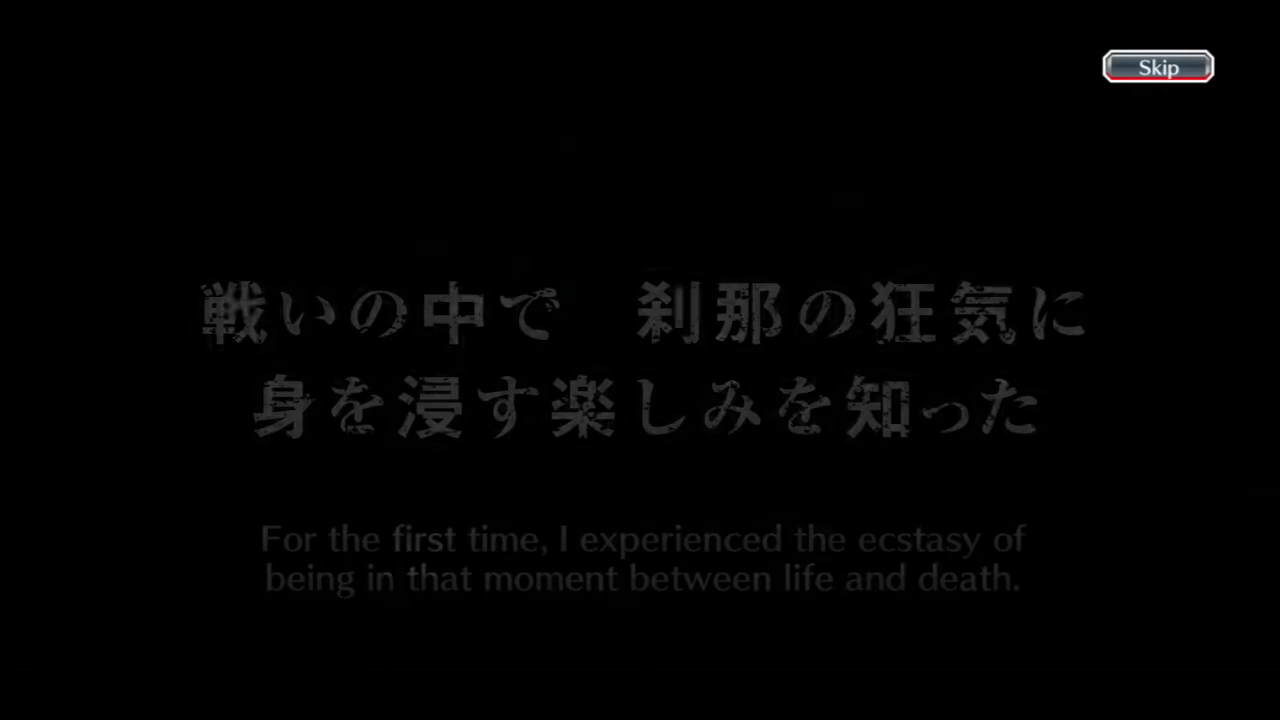 Skip
戦いの中で　刹那の狂気に
身を浸す楽しみを知った
For the first time, I experienced the ecstasy of
being in that moment between life and death.